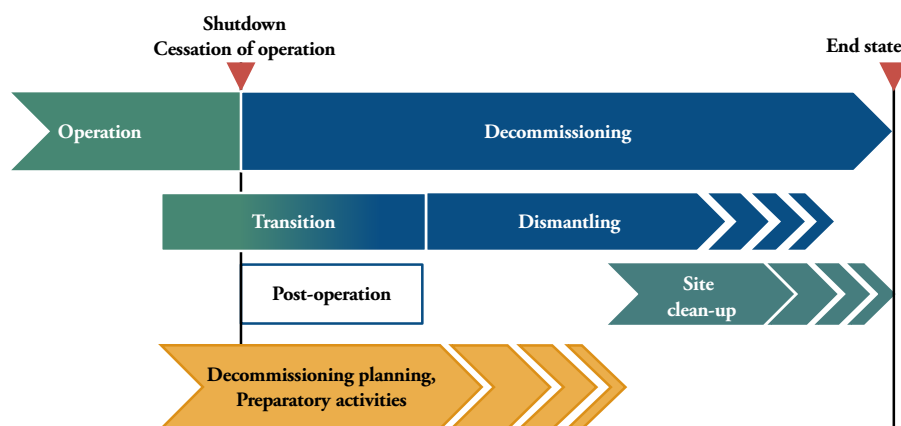 Shutdown
Cessation of operation
End state
Operation
Decommissioning
Transition
Dismantling
Post-operation
Site
clean-up
Decommissioning planning,
Preparatory activities